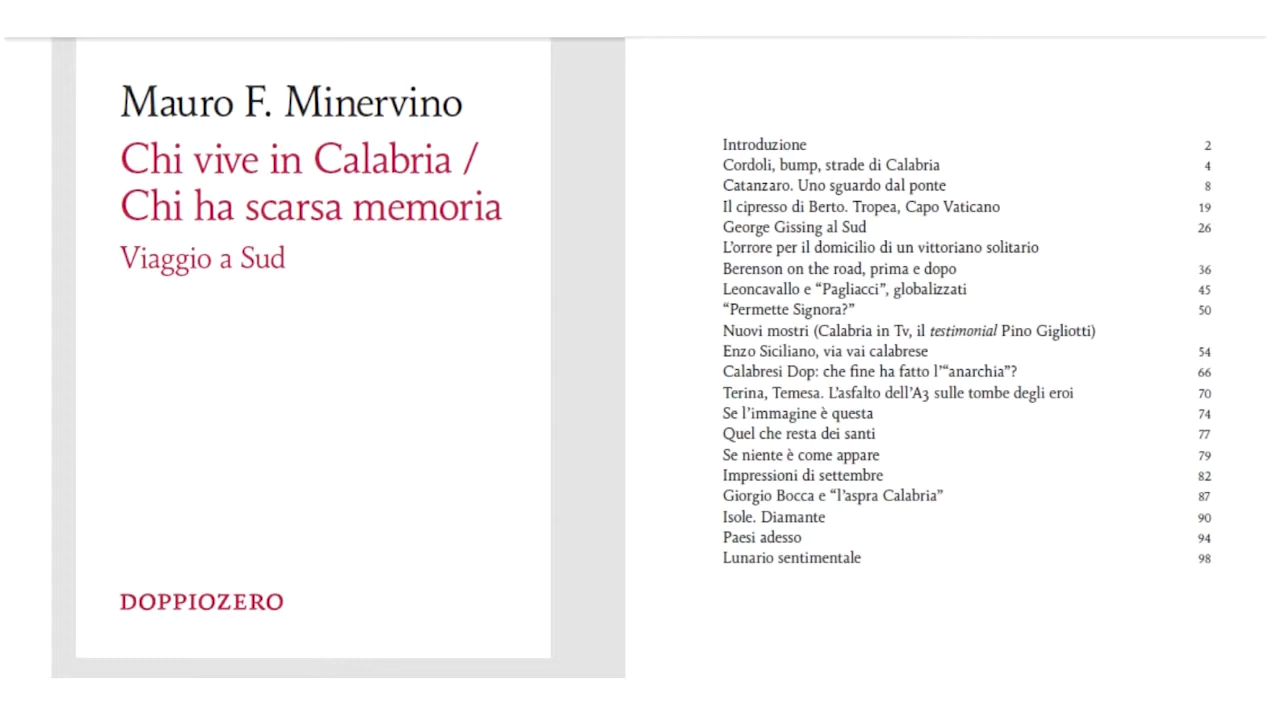 Mauro F. Minervino
Chi vive in Calabria /
Chi ha scarsa memoria
Viaggio a Sud
DOPPIOZERO
Introduzione 2
Cordoli, bump, strade di Calabria 4
Catanzaro. Uno sguardo dal ponte 8
Il cipresso di Berto. Tropea, Capo Vaticano 19
George Gissing al Sud 26
L’orrore per il domicilio di un vittoriano solitario
Berenson on the road, prima e dopo 36
Leoncavallo e “Pagliacci”, globalizzati 45
“Permette Signora?” 50
Nuovi mostri (Calabria in Tv, il testimonial Pino Gigliotti)
Enzo Siciliano, via vai calabrese 54
Calabresi Dop: che fine ha fatto l’“anarchia”? 66
Terina, Temesa. L’asfalto dell’A3 sulle tombe degli eroi 70
Se l’immagine è questa 74
Quel che resta dei santi 77
Se niente è come appare 79
Impressioni di settembre 82
Giorgio Bocca e “l’aspra Calabria” 87
Isole. Diamante 90
Paesi adesso 94
Lunario sentimentale 98